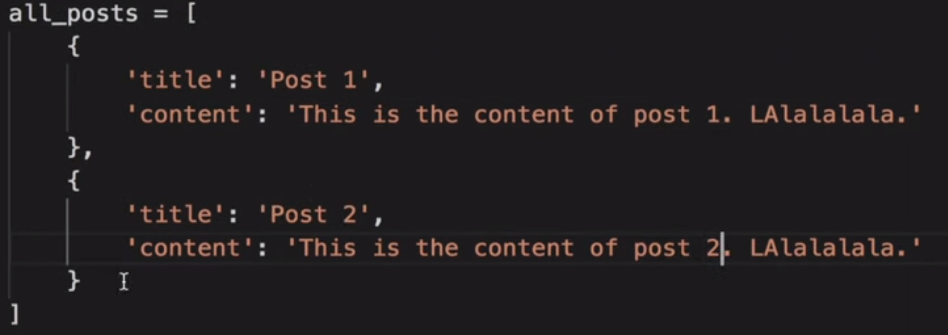 all_posts = [
    {
        'title': 'Post 1',
        'content': 'This is the content of post 1. LAlalalala.'
    },
    {
        'title': 'Post 2',
        'content': 'This is the content of post 2. LAlalalala.'
    }
]